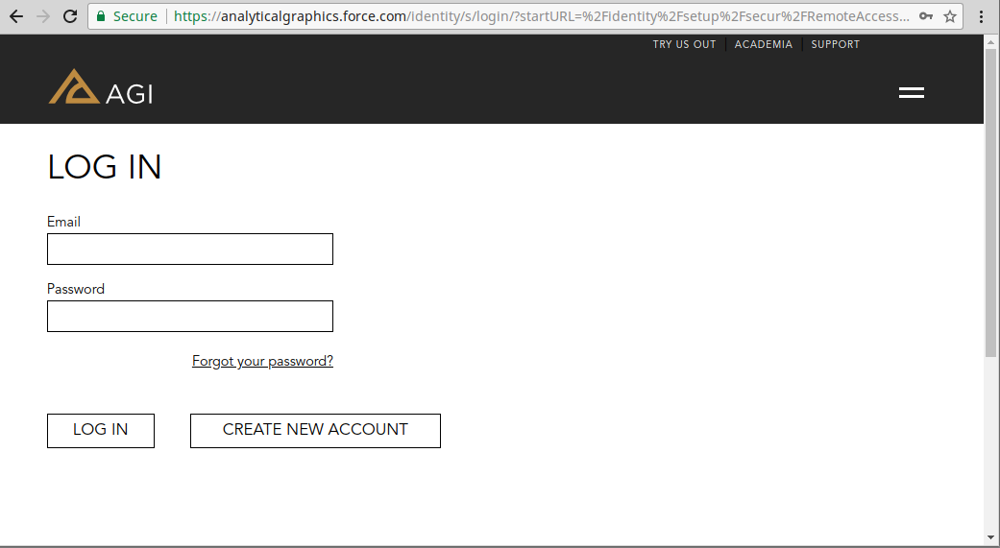 Secure https://analyticalgraphics.force.com/identity/s/login/?startURL=%2Fidentity%2Fsetup%2Fsecur%2FRemoteAccess...
TRY US OUT | ACADEMIA | SUPPORT
AGI
LOG IN
Email
Password
Forgot your password?
LOG IN CREATE NEW ACCOUNT